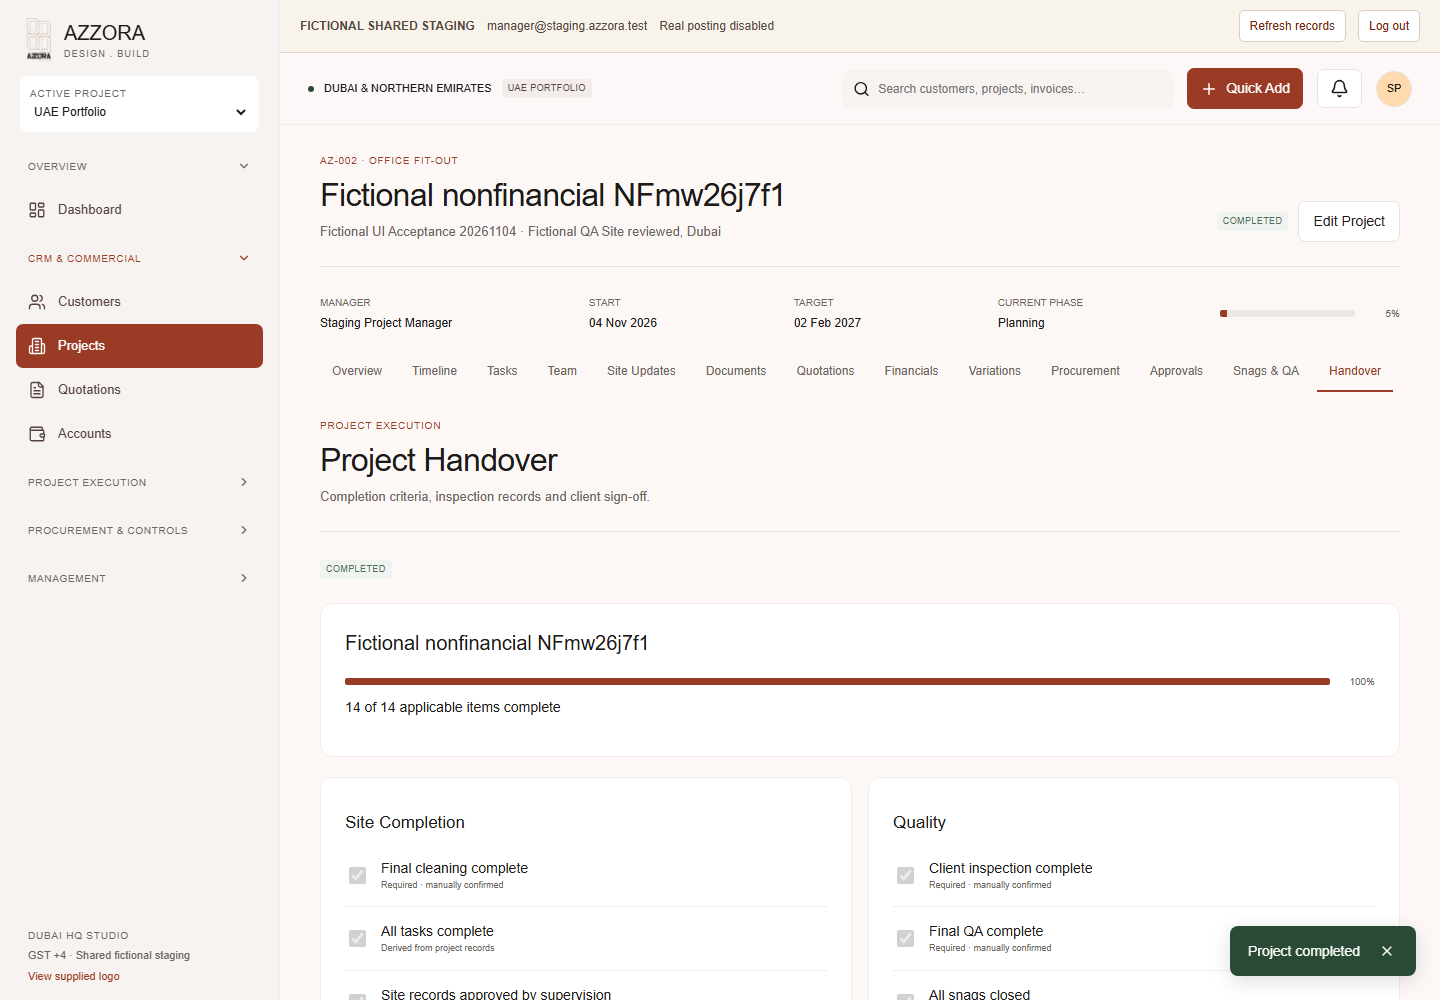 AZZORA
DESIGN . BUILD
AZZORA
ACTIVE PROJECT
UAE Portfolio
OVERVIEW
Dashboard
CRM & COMMERCIAL
Customers
Projects
Quotations
Accounts
PROJECT EXECUTION
PROCUREMENT & CONTROLS
MANAGEMENT
DUBAI HQ STUDIO
GST +4 · Shared fictional staging
View supplied logo
FICTIONAL SHARED STAGING manager@staging.azzora.test Real posting disabled
Refresh records
Log out
DUBAI & NORTHERN EMIRATES UAE PORTFOLIO
Search customers, projects, invoices...
Quick Add
SP
AZ-002 · OFFICE FIT-OUT
Fictional nonfinancial NFmw26j7f1
Fictional UI Acceptance 20261104 · Fictional QA Site reviewed, Dubai
COMPLETED
Edit Project
MANAGER
Staging Project Manager
START
04 Nov 2026
TARGET
02 Feb 2027
CURRENT PHASE
Planning
5%
Overview Timeline Tasks Team Site Updates Documents Quotations Financials Variations Procurement Approvals Snags & QA Handover
PROJECT EXECUTION
Project Handover
Completion criteria, inspection records and client sign-off.
COMPLETED
Fictional nonfinancial NFmw26j7f1
100%
14 of 14 applicable items complete
Site Completion
Final cleaning complete
Required · manually confirmed
All tasks complete
Derived from project records
Site records approved by supervision
Quality
Client inspection complete
Required · manually confirmed
Final QA complete
Required · manually confirmed
All snags closed
Project completed